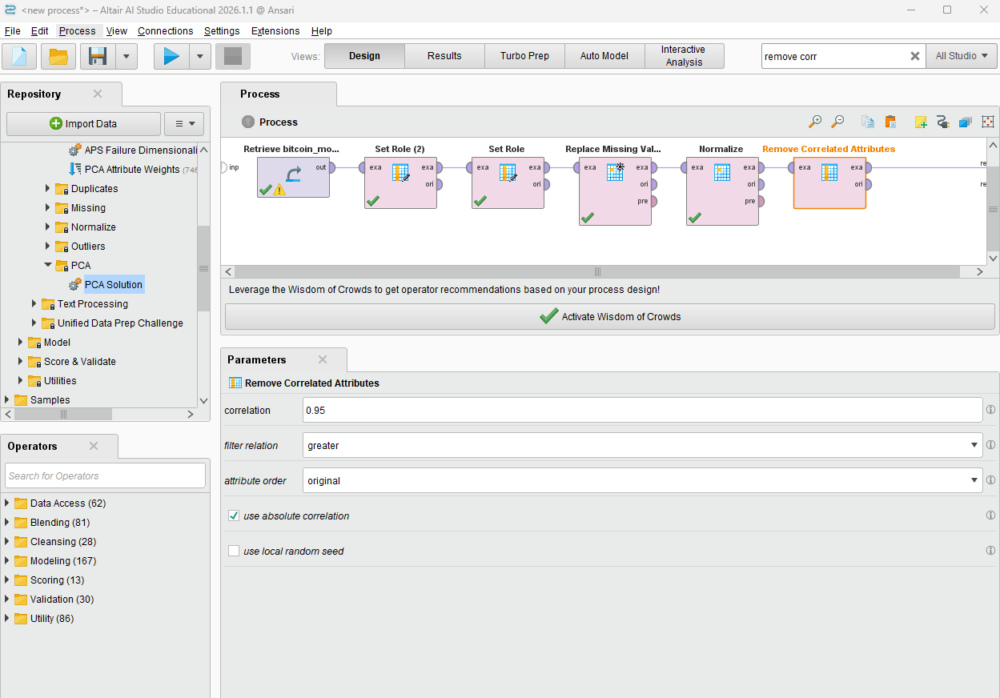 <new process*> – Altair AI Studio Educational 2026.1.1 @ Ansari
File Edit Process View Connections Settings Extensions Help
Views: Design Results Turbo Prep Auto Model Interactive Analysis remove corr All Studio
Repository
Import Data
APS Failure Dimensionali
PCA Attribute Weights (746
Duplicates
Missing
Normalize
Outliers
PCA
PCA Solution
Text Processing
Unified Data Prep Challenge
Model
Score & Validate
Utilities
Samples
Operators
Search for Operators
Data Access (62)
Blending (81)
Cleansing (28)
Modeling (167)
Scoring (13)
Validation (30)
Utility (86)
Process
Process
Retrieve bitcoin_mo... Set Role (2) Set Role Replace Missing Val... Normalize Remove Correlated Attributes
inp out exa exa exa exa exa exa exa exa exa exa re
ori ori ori ori ori re
pre pre
Leverage the Wisdom of Crowds to get operator recommendations based on your process design!
Activate Wisdom of Crowds
Parameters
Remove Correlated Attributes
correlation 0.95
filter relation greater
attribute order original
use absolute correlation
use local random seed